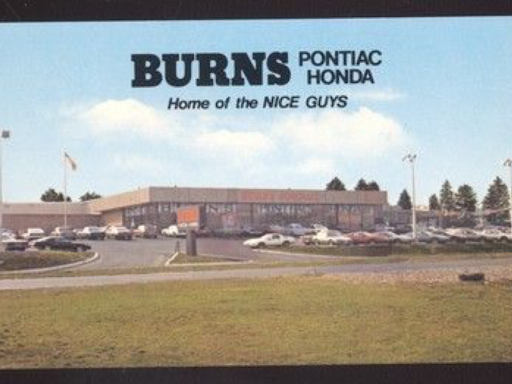 BURNS PONTIAC
HONDA
Home of the NICE GUYS